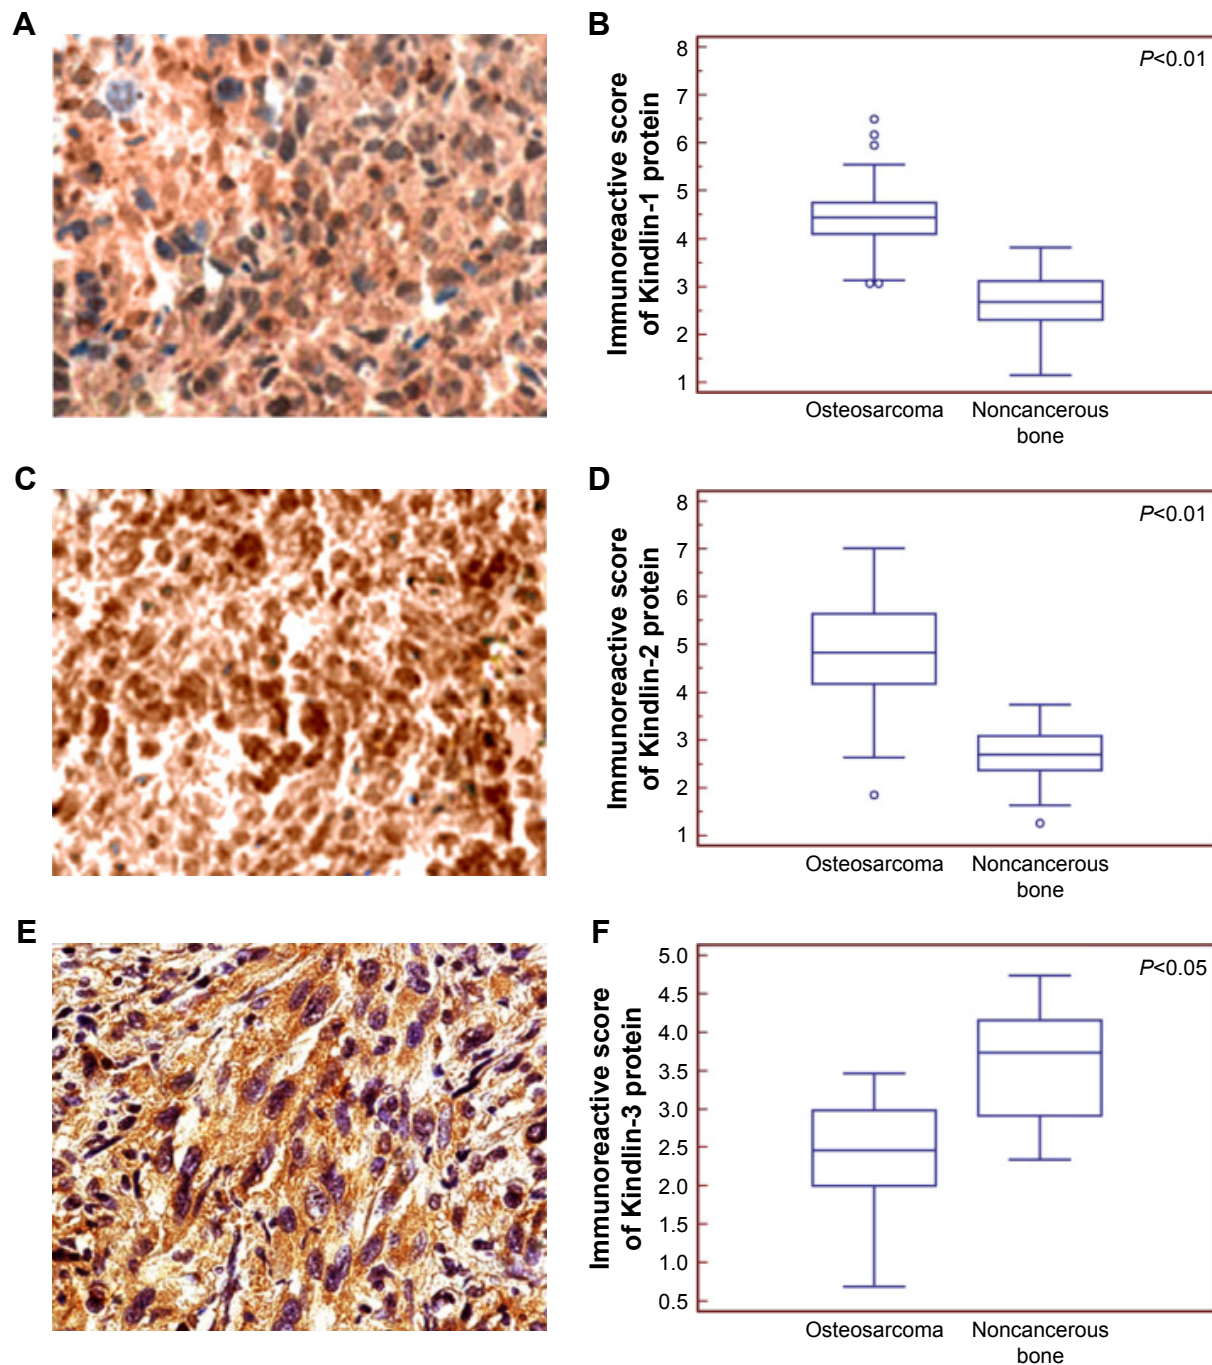 A
B
Immunoreactive score
of Kindlin-1 protein
8
7
6
5
4
3
2
1
P<0.01
Osteosarcoma
Noncancerous
bone
C
D
Immunoreactive score
of Kindlin-2 protein
8
7
6
5
4
3
2
1
P<0.01
Osteosarcoma
Noncancerous
bone
E
F
Immunoreactive score
of Kindlin-3 protein
5.0
4.5
4.0
3.5
3.0
2.5
2.0
1.5
1.0
0.5
P<0.05
Osteosarcoma
Noncancerous
bone